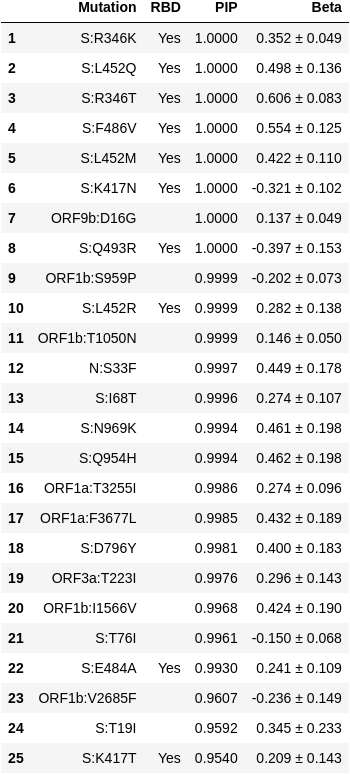 Mutation RBD PIP Beta
1 S:R346K Yes 1.0000 0.352 ± 0.049
2 S:L452Q Yes 1.0000 0.498 ± 0.136
3 S:R346T Yes 1.0000 0.606 ± 0.083
4 S:F486V Yes 1.0000 0.554 ± 0.125
5 S:L452M Yes 1.0000 0.422 ± 0.110
6 S:K417N Yes 1.0000 -0.321 ± 0.102
7 ORF9b:D16G 1.0000 0.137 ± 0.049
8 S:Q493R Yes 1.0000 -0.397 ± 0.153
9 ORF1b:S959P 0.9999 -0.202 ± 0.073
10 S:L452R Yes 0.9999 0.282 ± 0.138
11 ORF1b:T1050N 0.9999 0.146 ± 0.050
12 N:S33F 0.9997 0.449 ± 0.178
13 S:I68T 0.9996 0.274 ± 0.107
14 S:N969K 0.9994 0.461 ± 0.198
15 S:Q954H 0.9994 0.462 ± 0.198
16 ORF1a:T3255I 0.9986 0.274 ± 0.096
17 ORF1a:F3677L 0.9985 0.432 ± 0.189
18 S:D796Y 0.9981 0.400 ± 0.183
19 ORF3a:T223I 0.9976 0.296 ± 0.143
20 ORF1b:I1566V 0.9968 0.424 ± 0.190
21 S:T76I 0.9961 -0.150 ± 0.068
22 S:E484A Yes 0.9930 0.241 ± 0.109
23 ORF1b:V2685F 0.9607 -0.236 ± 0.149
24 S:T19I 0.9592 0.345 ± 0.233
25 S:K417T Yes 0.9540 0.209 ± 0.143